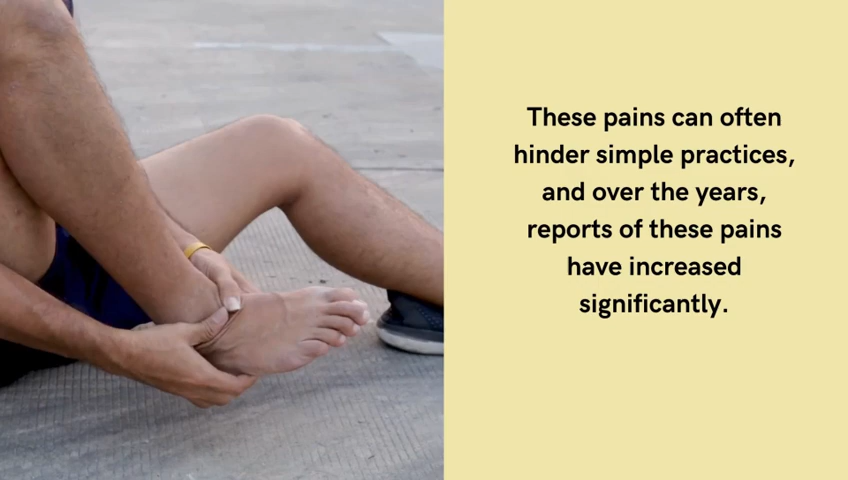 These pains can often
hinder simple practices,
and over the years,
reports of these pains
have increased
significantly.